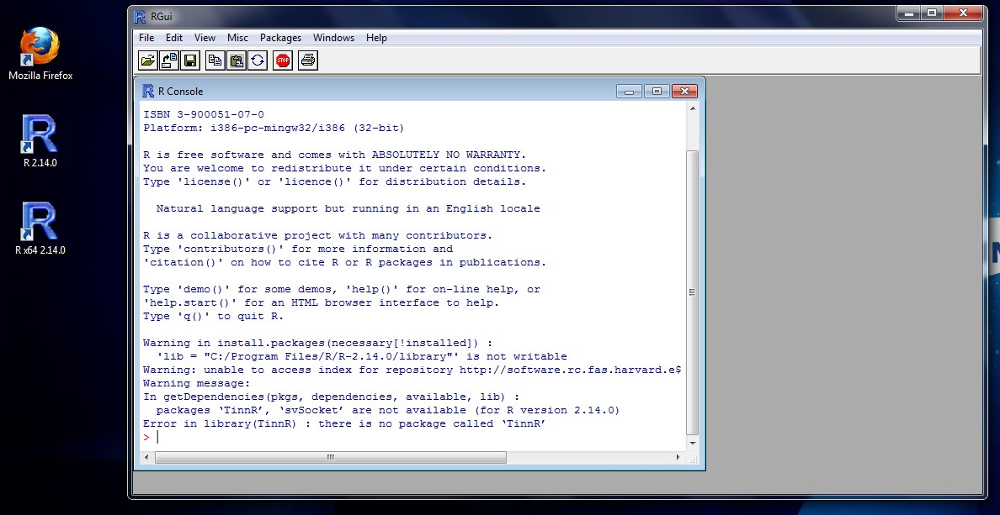 Mozilla Firefox
R 2.14.0
R x64 2.14.0
RGui
File Edit View Misc Packages Windows Help
STOP
R Console
ISBN 3-900051-07-0
Platform: i386-pc-mingw32/i386 (32-bit)
R is free software and comes with ABSOLUTELY NO WARRANTY.
You are welcome to redistribute it under certain conditions.
Type 'license()' or 'licence()' for distribution details.
Natural language support but running in an English locale
R is a collaborative project with many contributors.
Type 'contributors()' for more information and
'citation()' on how to cite R or R packages in publications.
Type 'demo()' for some demos, 'help()' for on-line help, or
'help.start()' for an HTML browser interface to help.
Type 'q()' to quit R.
Warning in install.packages(necessary[!installed]) :
'lib = "C:/Program Files/R/R-2.14.0/library"' is not writable
Warning: unable to access index for repository http://software.rc.fas.harvard.e$
Warning message:
In getDependencies(pkgs, dependencies, available, lib) :
packages ‘TinnR’, ‘svSocket’ are not available (for R version 2.14.0)
Error in library(TinnR) : there is no package called ‘TinnR’
>